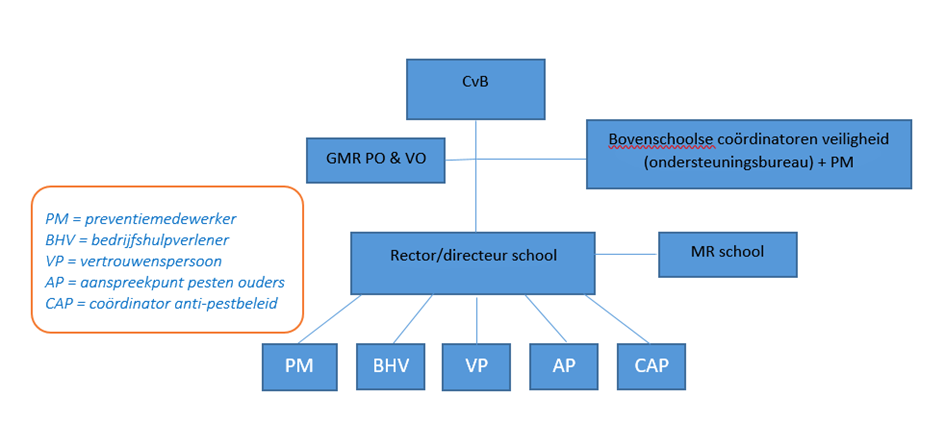 CvB
GMR PO & VO
Bovenschoolse coördinatoren veiligheid
(ondersteuningsbureau) + PM
PM = preventiemedewerker
BHV = bedrijfshulpverlener
VP = vertrouwenspersoon
AP = aanspreekpunt pesten ouders
CAP = coördinator anti-pestbeleid
Rector/directeur school
MR school
PM
BHV
VP
AP
CAP